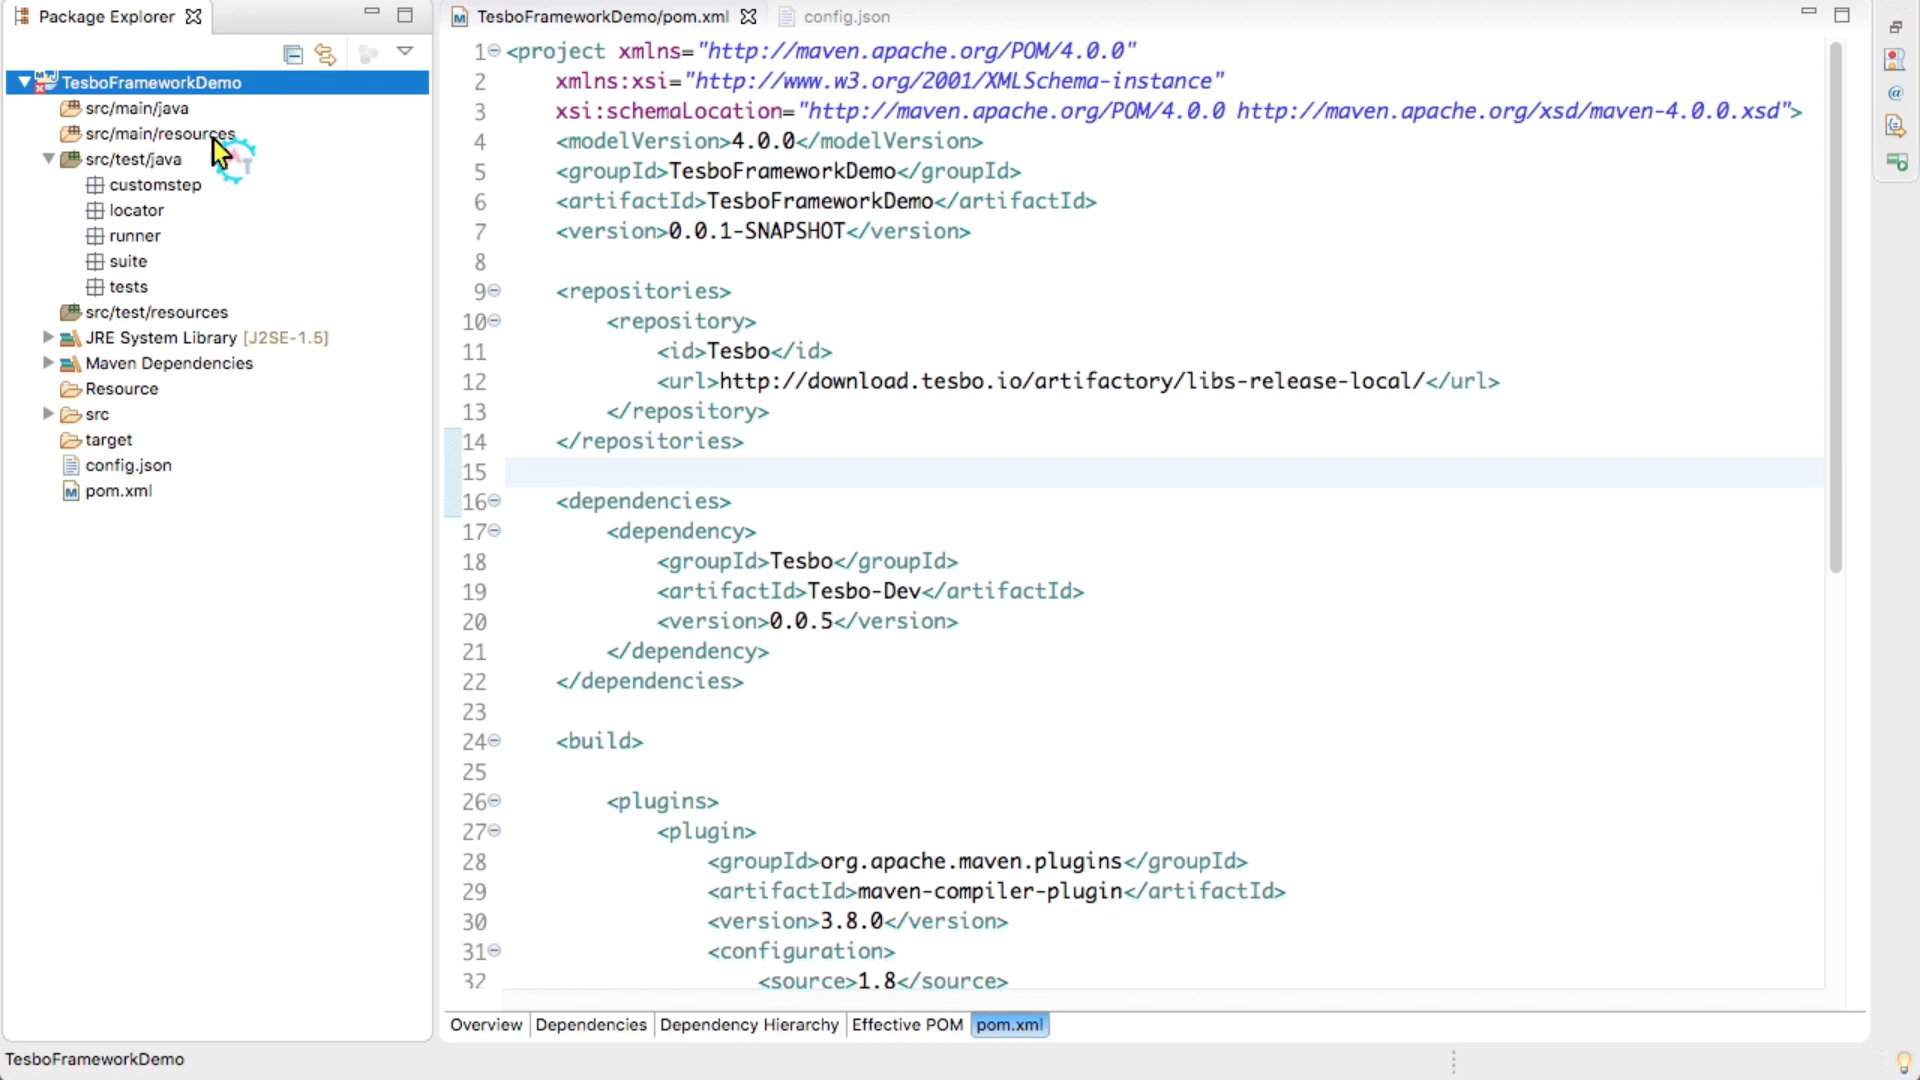 Package Explorer
TesboFrameworkDemo
src/main/java
src/main/resources
src/test/java
customstep
locator
runner
suite
tests
src/test/resources
JRE System Library [J2SE-1.5]
Maven Dependencies
Resource
src
target
config.json
pom.xml
TesboFrameworkDemo/pom.xml
config.json
1 <project xmlns="http://maven.apache.org/POM/4.0.0"
2 xmlns:xsi="http://www.w3.org/2001/XMLSchema-instance"
3 xsi:schemaLocation="http://maven.apache.org/POM/4.0.0 http://maven.apache.org/xsd/maven-4.0.0.xsd">
4 <modelVersion>4.0.0</modelVersion>
5 <groupId>TesboFrameworkDemo</groupId>
6 <artifactId>TesboFrameworkDemo</artifactId>
7 <version>0.0.1-SNAPSHOT</version>
8
9 <repositories>
10 <repository>
11 <id>Tesbo</id>
12 <url>http://download.tesbo.io/artifactory/libs-release-local/</url>
13 </repository>
14 </repositories>
15
16 <dependencies>
17 <dependency>
18 <groupId>Tesbo</groupId>
19 <artifactId>Tesbo-Dev</artifactId>
20 <version>0.0.5</version>
21 </dependency>
22 </dependencies>
23
24 <build>
25
26 <plugins>
27 <plugin>
28 <groupId>org.apache.maven.plugins</groupId>
29 <artifactId>maven-compiler-plugin</artifactId>
30 <version>3.8.0</version>
31 <configuration>
32 <source>1.8</source>
Overview Dependencies Dependency Hierarchy Effective POM pom.xml
TesboFrameworkDemo